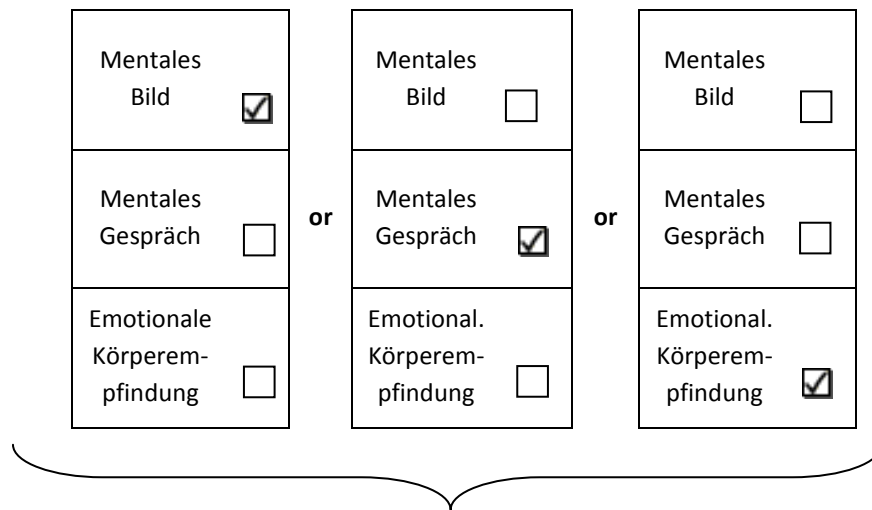 Mentales
Bild
Mentales
Gespräch
Emotionale
Körperem-
pfindung
or
Mentales
Bild
Mentales
Gespräch
Emotional.
Körperem-
pfindung
or
Mentales
Bild
Mentales
Gespräch
Emotional.
Körperem-
pfindung